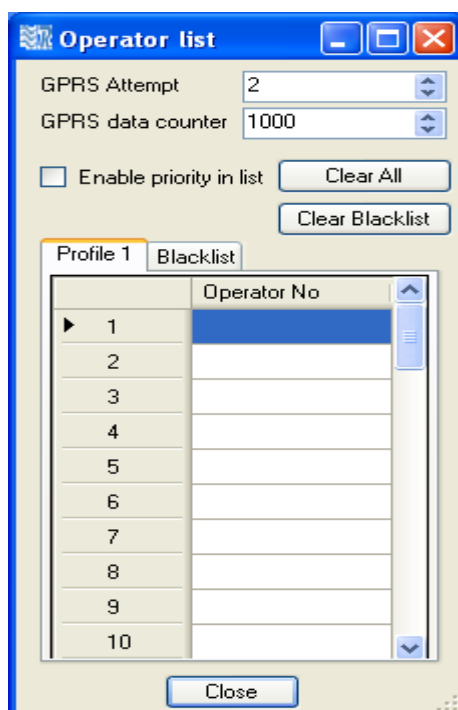 Operator list
GPRS Attempt 2
GPRS data counter 1000
Enable priority in list Clear All
Clear Blacklist
Profile 1 Blacklist
Operator No
1
2
3
4
5
6
7
8
9
10
Close